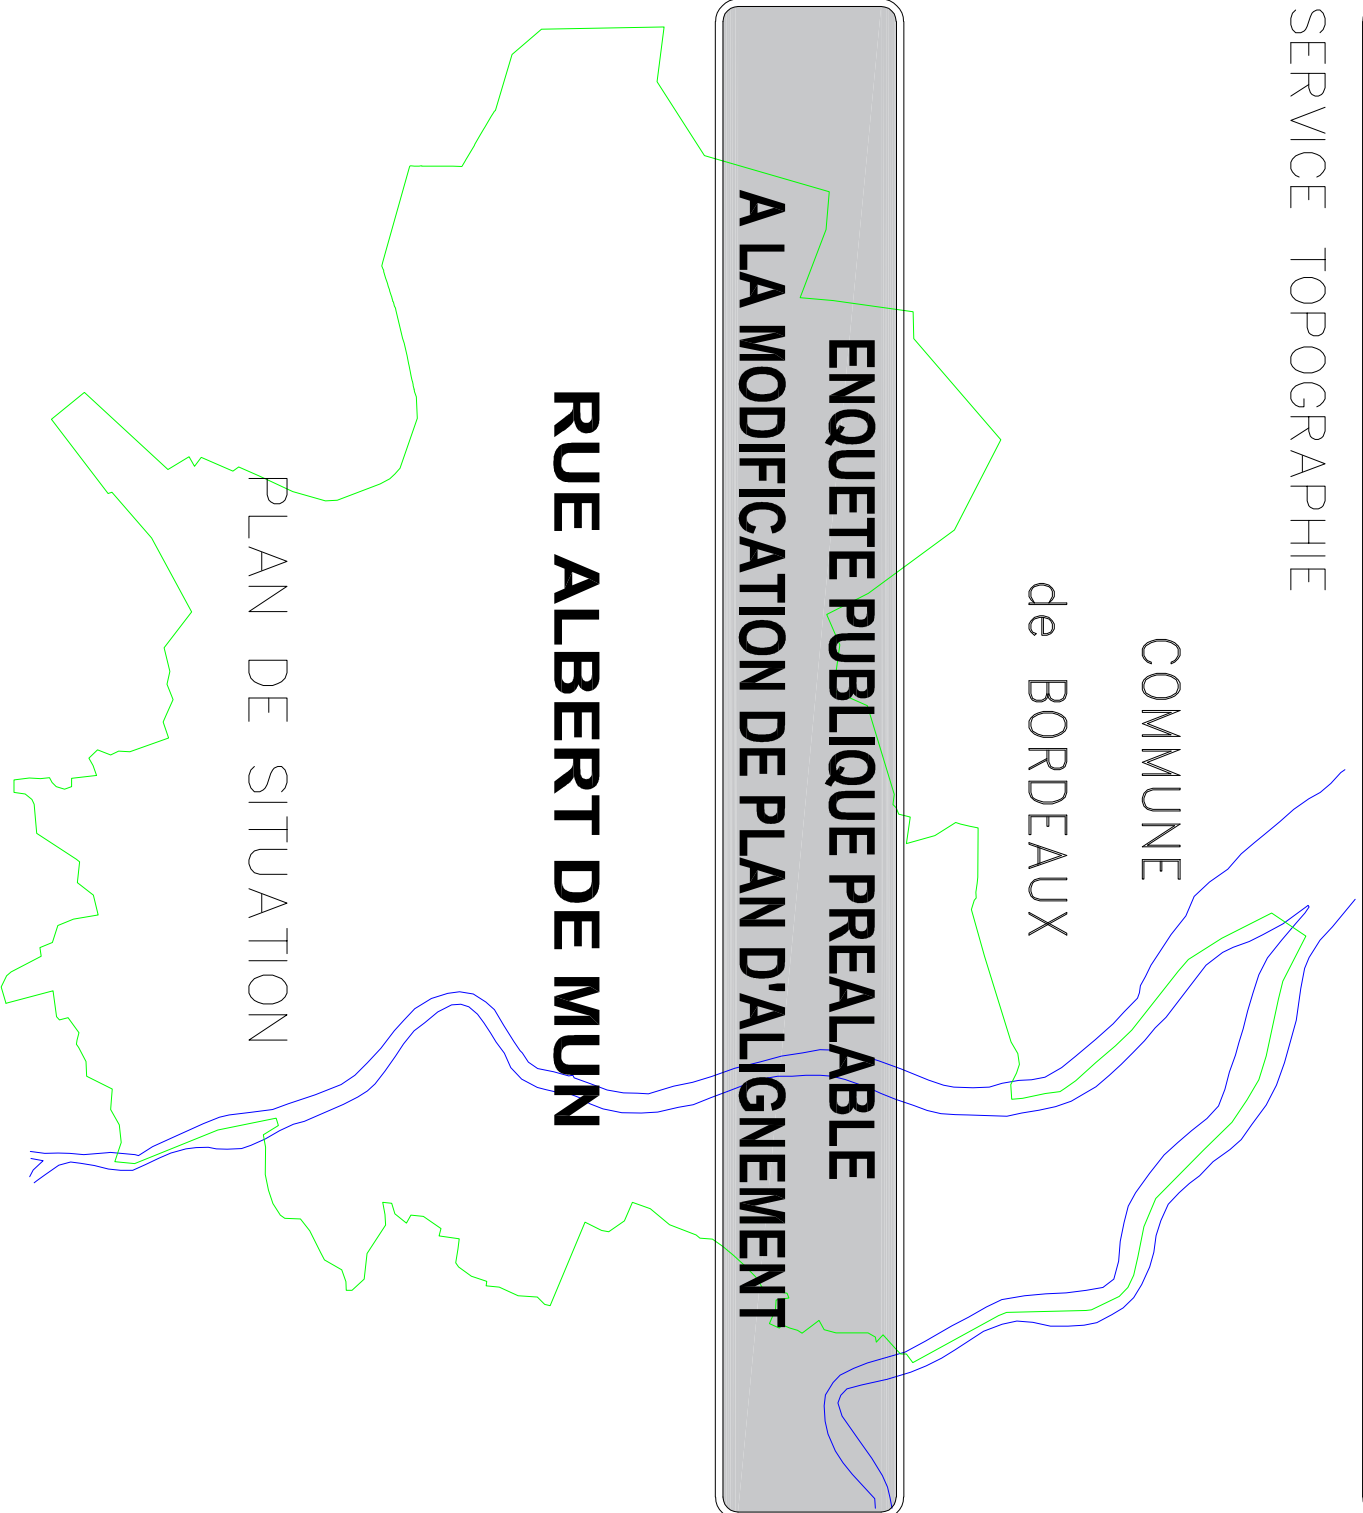 SERVICE TOPOGRAPHIE
COMMUNE
de BORDEAUX
ENQUETE PUBLIQUE PREALABLE
A LA MODIFICATION DE PLAN D'ALIGNEMENT
RUE ALBERT DE MUN
PLAN DE SITUATION